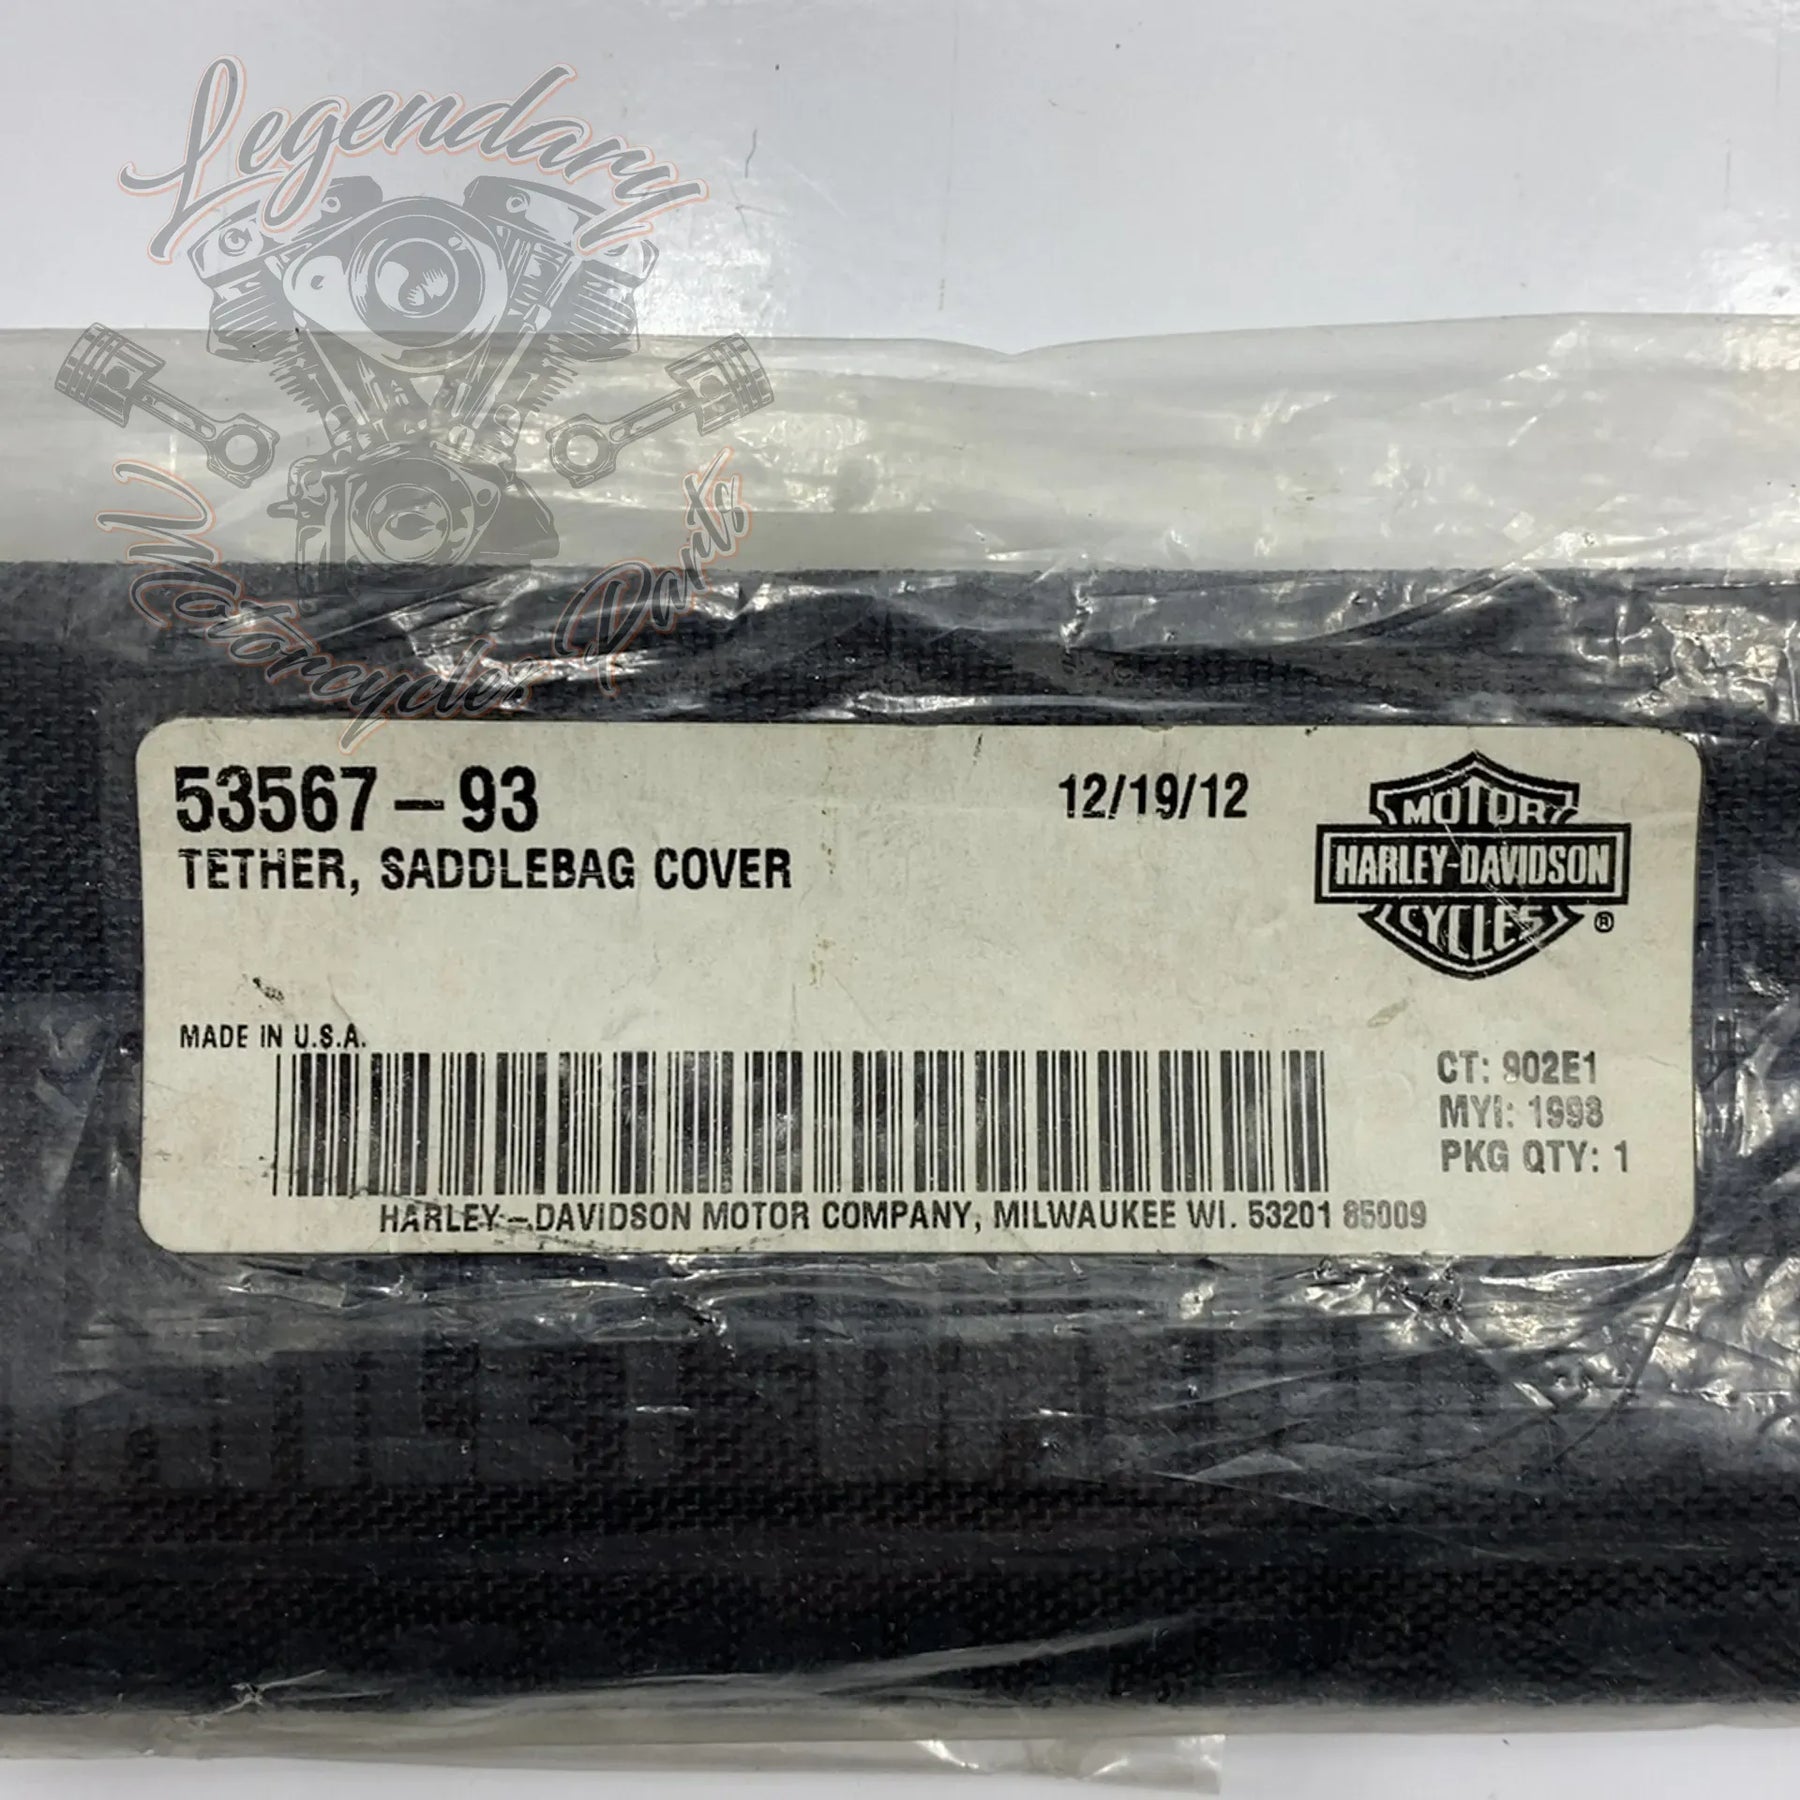 Legendary
Motorcycles Parts
53567-93
12/19/12
TETHER, SADDLEBAG COVER
MOTOR
HARLEY-DAVIDSON
CYCLES
®
MADE IN U.S.A.
CT: 902E1
MYI: 1993
PKG QTY: 1
HARLEY-DAVIDSON MOTOR COMPANY, MILWAUKEE WI. 53201 85009